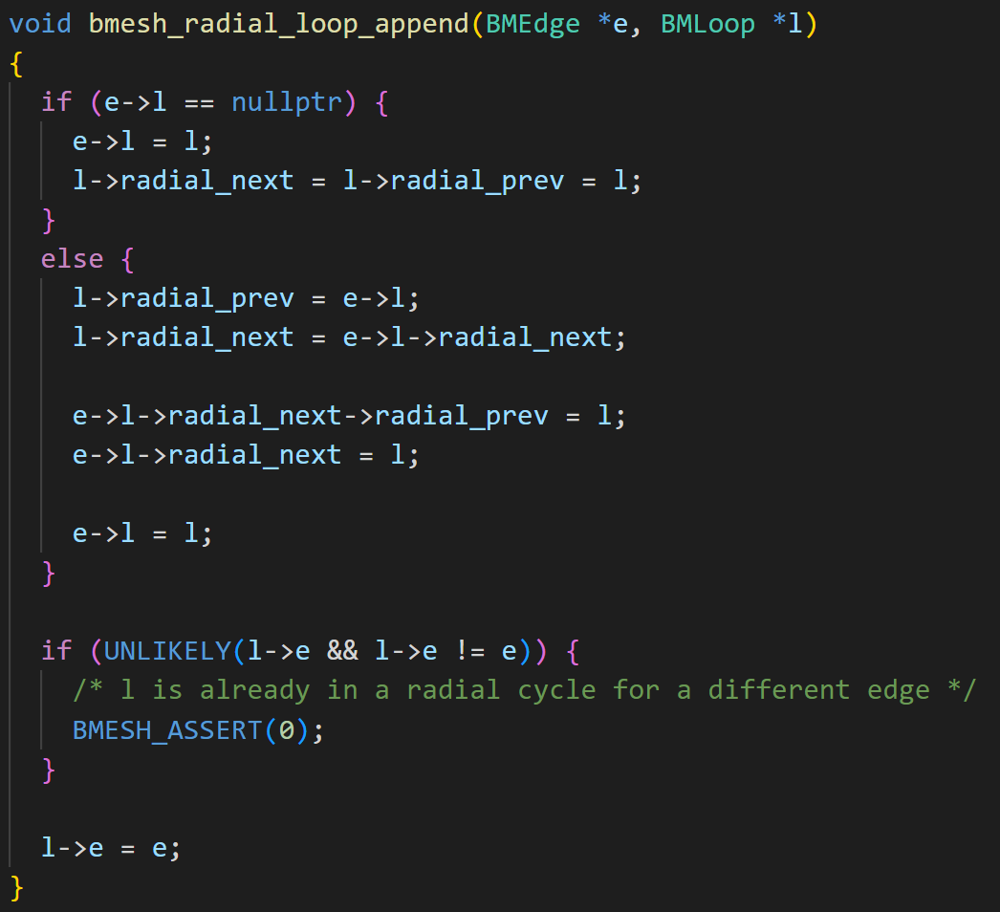 void bmesh_radial_loop_append(BMEdge *e, BMLoop *l)
{
  if (e->l == nullptr) {
    e->l = l;
    l->radial_next = l->radial_prev = l;
  }
  else {
    l->radial_prev = e->l;
    l->radial_next = e->l->radial_next;

    e->l->radial_next->radial_prev = l;
    e->l->radial_next = l;

    e->l = l;
  }

  if (UNLIKELY(l->e && l->e != e)) {
    /* l is already in a radial cycle for a different edge */
    BMESH_ASSERT(0);
  }

  l->e = e;
}